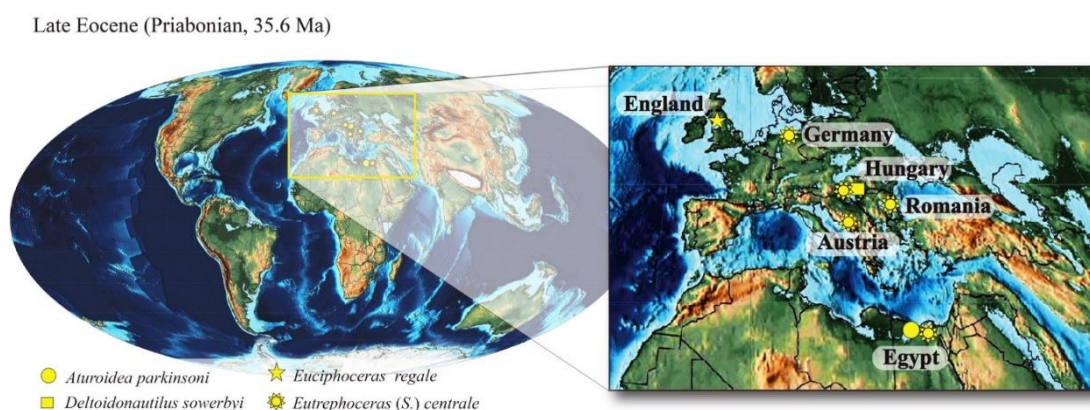 Late Eocene (Priabonian, 35.6 Ma)
England
Germany
Hungary
Romania
Austria
Egypt
Aturoidea parkinsoni
Euciphoceras regale
Deltoidonautilus sowerbyi
Eutrephoceras (S.) centrale